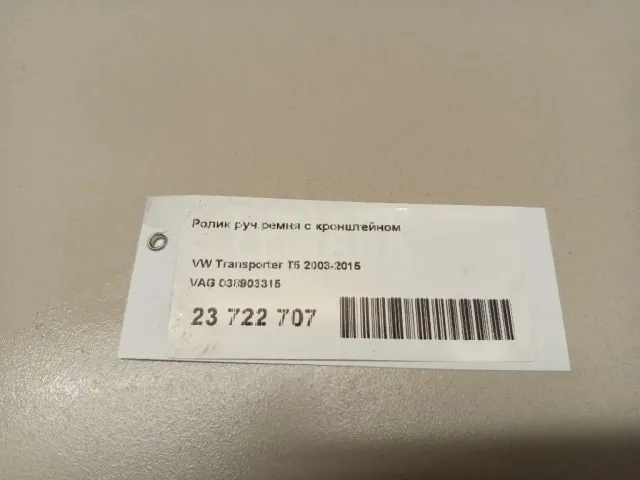 Ролик руч.ремня с кронштейном
VW Transporter T5 2003-2015
VAG 038903315
23 722 707